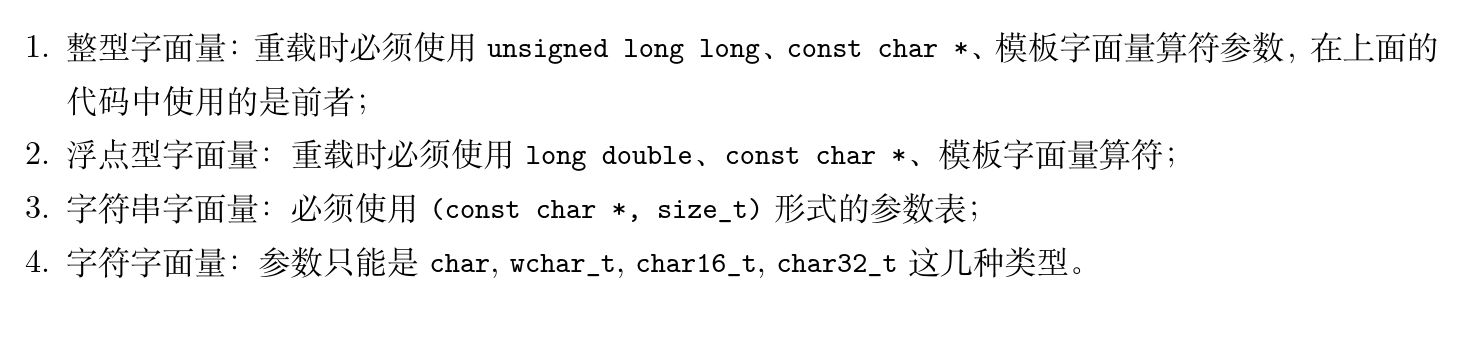 1. 整型字面量：重载时必须使用 unsigned long long、const char *、模板字面量算符参数，在上面的
代码中使用的是前者；
2. 浮点型字面量：重载时必须使用 long double、const char *、模板字面量算符；
3. 字符串字面量：必须使用 (const char *, size_t) 形式的参数表；
4. 字符字面量：参数只能是 char, wchar_t, char16_t, char32_t 这几种类型。